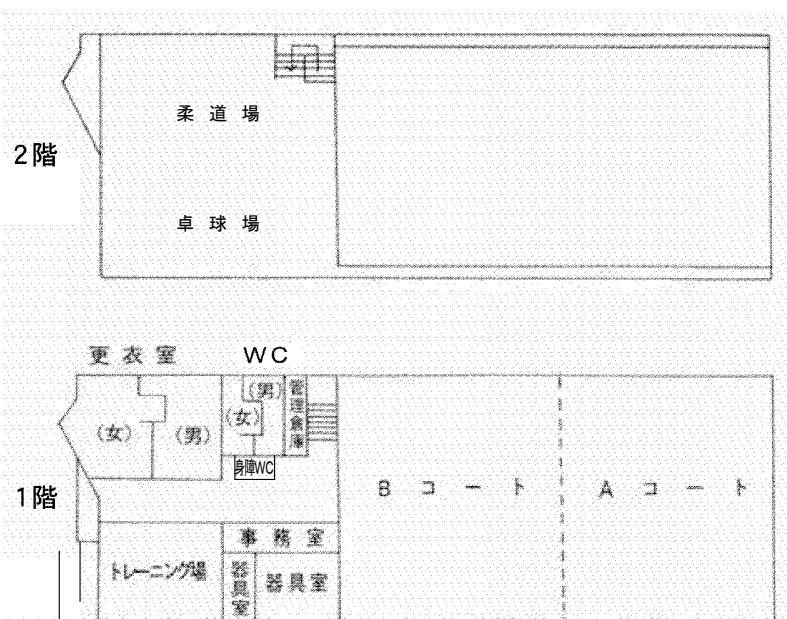 柔道場
2階
卓球場
更衣室
WC
(男)
管理倉庫
(女)
(女)
(男)
身障WC
1階
Bコート
Aコート
事務室
トレーニング場
器具室
器具室